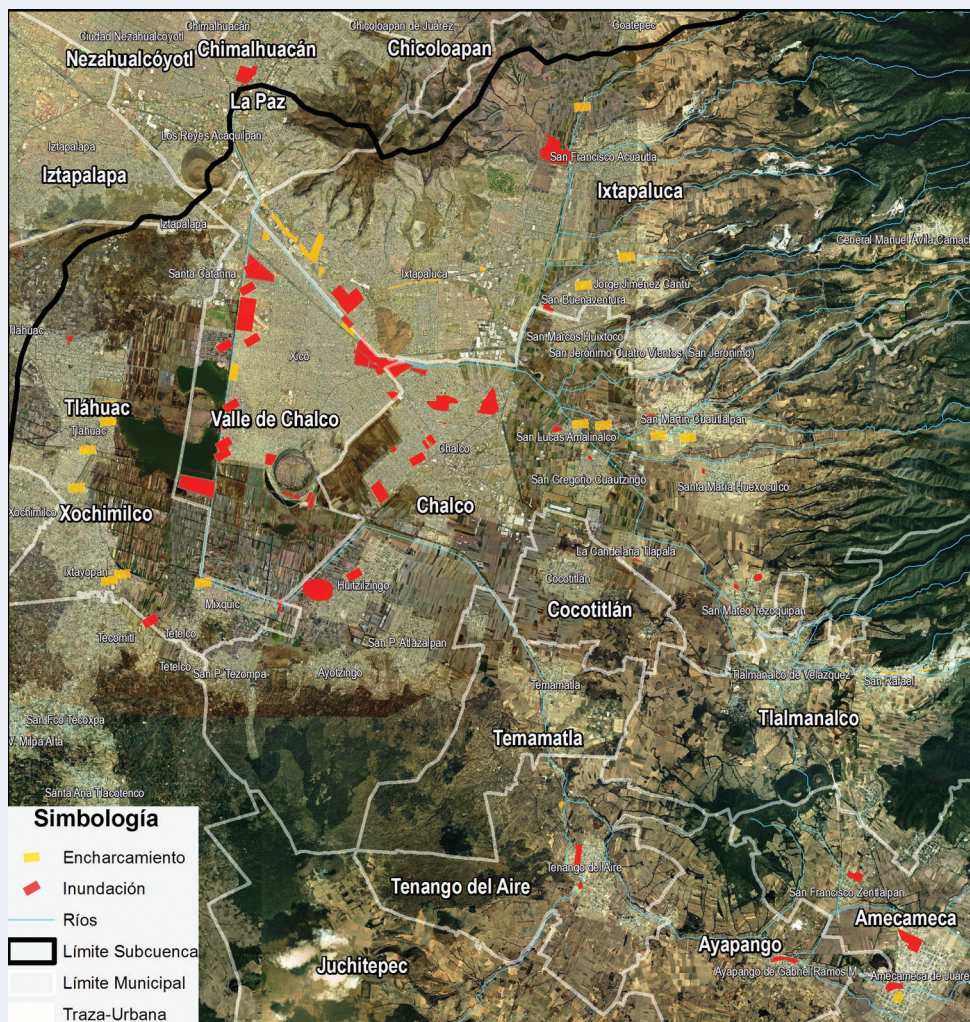 Chimalhuacán
Chicoloapan de Juárez
Coatepec
Ciudad Nezahualcóyotl
Nezahualcóyotl
Chimalhuacán
Chicoloapan
La Paz
Los Reyes Acaquilpan
Iztapalapa
Iztapalapa
San Francisco Acuautla
Ixtapaluca
Iztapalapa
General Manuel Ávila Camach
Santa Catarina
Ixtapaluca
Jorge Jiménez Cantú
San Buenaventura
Tláhuac
San Marcos Huixtoco
Xico
San Jerónimo Cuatro Vientos (San Jerónimo)
Tláhuac
Tláhuac
Valle de Chalco
San Martín Cuautlalpan
San Lucas Amalinalco
Chalco
San Gregorio Cuautzingo
Santa María Huexoculco
Chalco
Xochimilco
Xochimilco
La Candelaria Tlapala
Ixtayopan
Huitzilzingo
Cocotitlán
Mixquic
Cocotitlán
San Mateo Tezoquipan
Tecomitl
Tetelco
San P. Atlazalpan
Tetelco
San P. Tezompa
Ayotzingo
Tlalmanalco de Velázquez
San Rafael
Temamatla
San Fco Tecoxpa
Tlalmanalco
V. Milpa Alta
Temamatla
Santa Ana Tlacotenco
Simbología
Encharcamiento
Inundación
Ríos
Límite Subcuenca
Límite Municipal
Traza-Urbana
Tenango del Aire
Tenango del Aire
San Francisco Zentlalpan
Amecameca
Ayapango
Juchitepec
Ayapango de Gabriel Ramos M.
Amecameca de Juáre